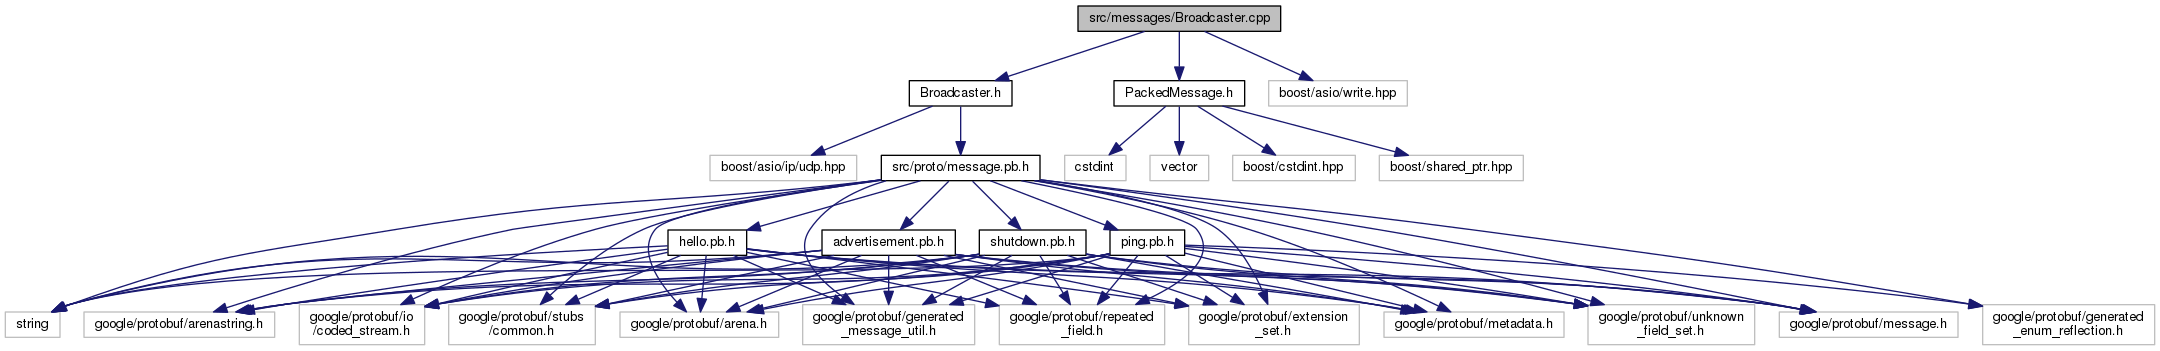 src/messages/Broadcaster.cpp
Broadcaster.h
PackedMessage.h
boost/asio/write.hpp
boost/asio/ip/udp.hpp
src/proto/message.pb.h
cstdint
vector
boost/cstdint.hpp
boost/shared_ptr.hpp
hello.pb.h
advertisement.pb.h
shutdown.pb.h
ping.pb.h
string
google/protobuf/arenastring.h
google/protobuf/io
/coded_stream.h
google/protobuf/stubs
/common.h
google/protobuf/arena.h
google/protobuf/generated
_message_util.h
google/protobuf/repeated
_field.h
google/protobuf/extension
_set.h
google/protobuf/metadata.h
google/protobuf/unknown
_field_set.h
google/protobuf/message.h
google/protobuf/generated
_enum_reflection.h